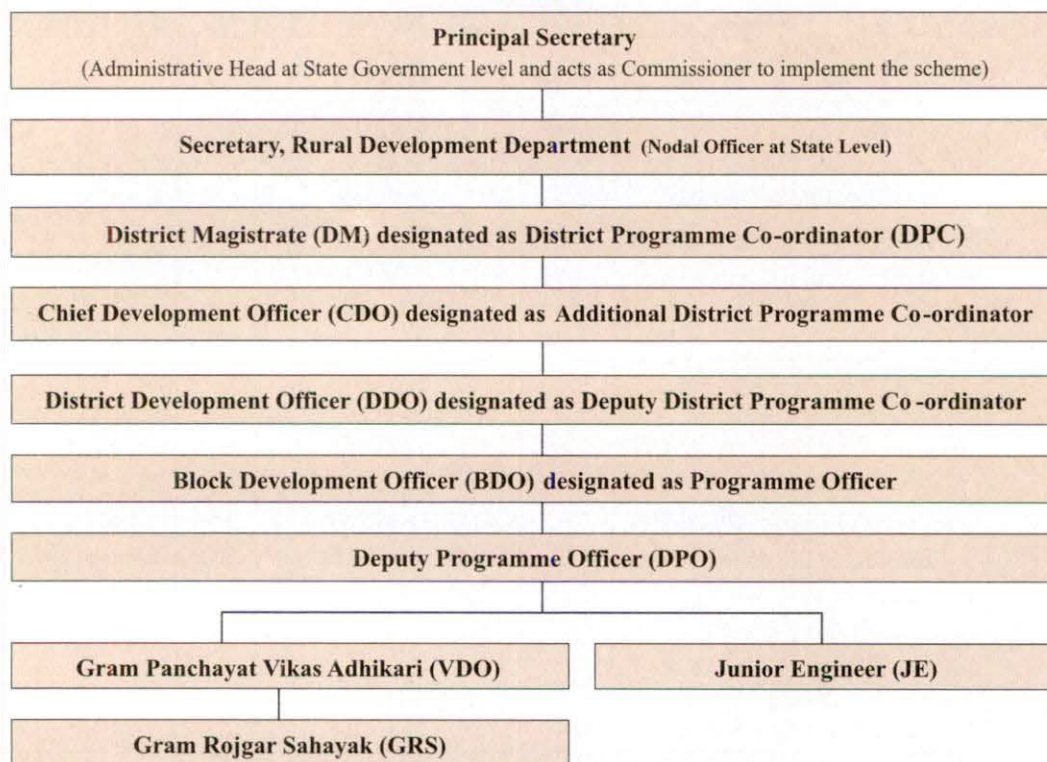 Principal Secretary
(Administrative Head at State Government level and acts as Commissioner to implement the scheme)
Secretary, Rural Development Department (Nodal Officer at State Level)
District Magistrate (DM) designated as District Programme Co-ordinator (DPC)
Chief Development Officer (CDO) designated as Additional District Programme Co-ordinator
District Development Officer (DDO) designated as Deputy District Programme Co-ordinator
Block Development Officer (BDO) designated as Programme Officer
Deputy Programme Officer (DPO)
Gram Panchayat Vikas Adhikari (VDO)
Junior Engineer (JE)
Gram Rojgar Sahayak (GRS)